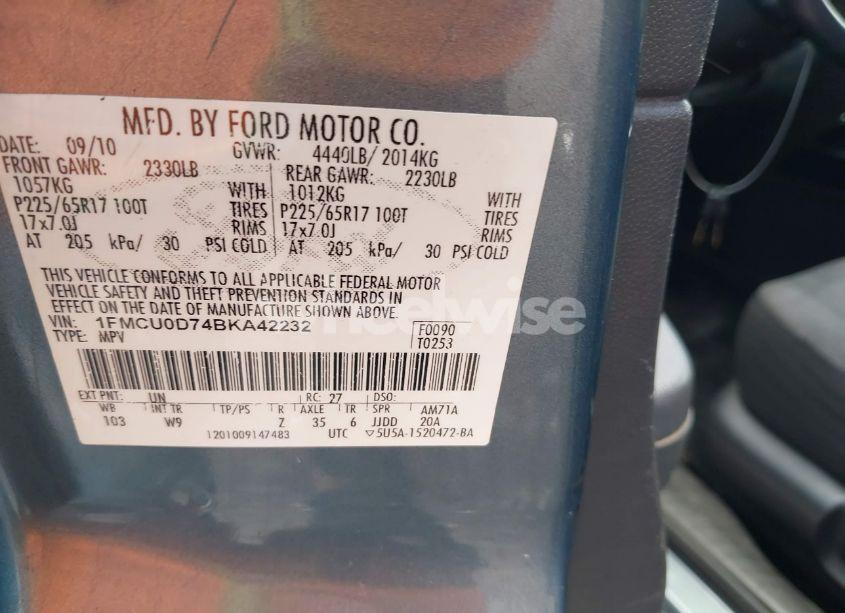 MFD. BY FORD MOTOR CO.
DATE: 09/10 GVWR: 4440LB/ 2014KG
FRONT GAWR: 2330LB REAR GAWR: 2230LB
1057KG WITH 1012KG WITH
P225/65R17 100T TIRES P225/65R17 100T TIRES
17x7.0J RIMS 17x7.0J RIMS
AT 205 kPa/ 30 PSI COLD AT 205 kPa/ 30 PSI COLD
THIS VEHICLE CONFORMS TO ALL APPLICABLE FEDERAL MOTOR
VEHICLE SAFETY AND THEFT PREVENTION STANDARDS IN
EFFECT ON THE DATE OF MANUFACTURE SHOWN ABOVE.
VIN: 1FMCU0D74BKA42232 F0090
TYPE: MPV T0253
EXT PNT: UN RC: 27 DSO:
WB INT TR TP/PS R AXLE TR SPR AM71A
103 W9 Z 35 6 JJDD 20A
1201009147483 UTC 5U5A-1520472-BA